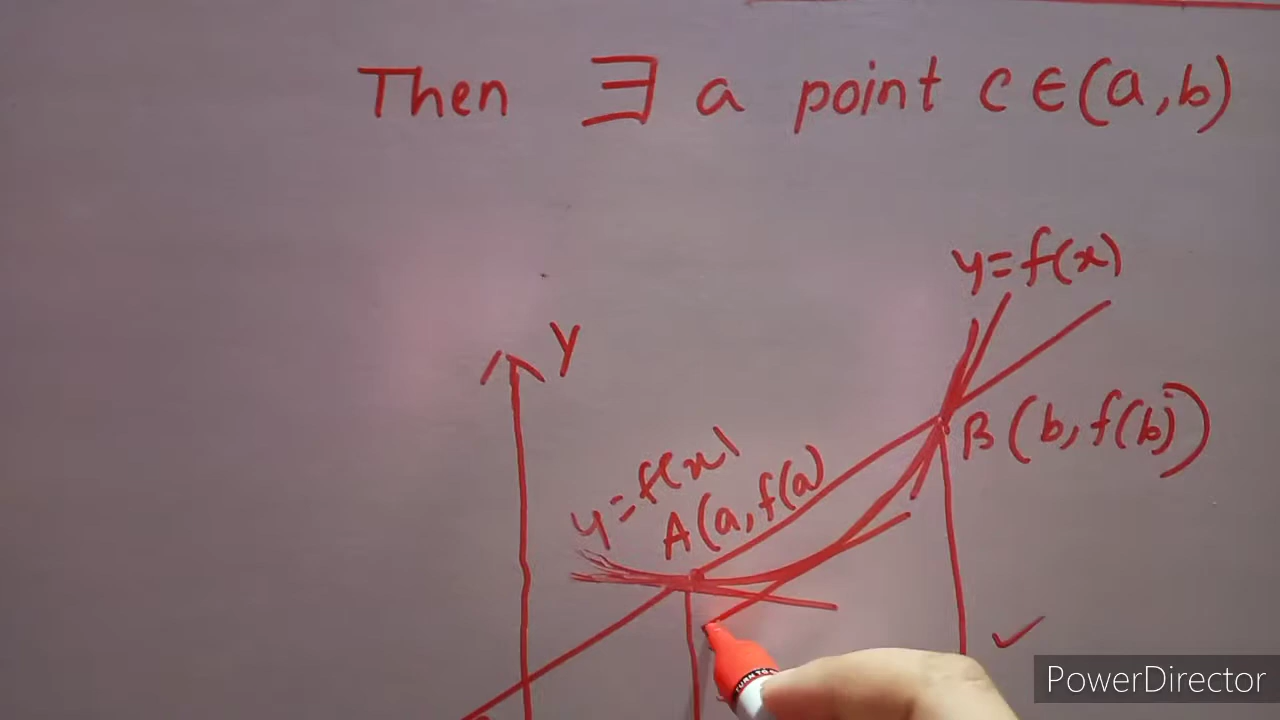 Then ∃ a point c∈(a,b)
y=f(x)
y
y=f(x)
A(a,f(a)
B(b,f(b))
PowerDirector